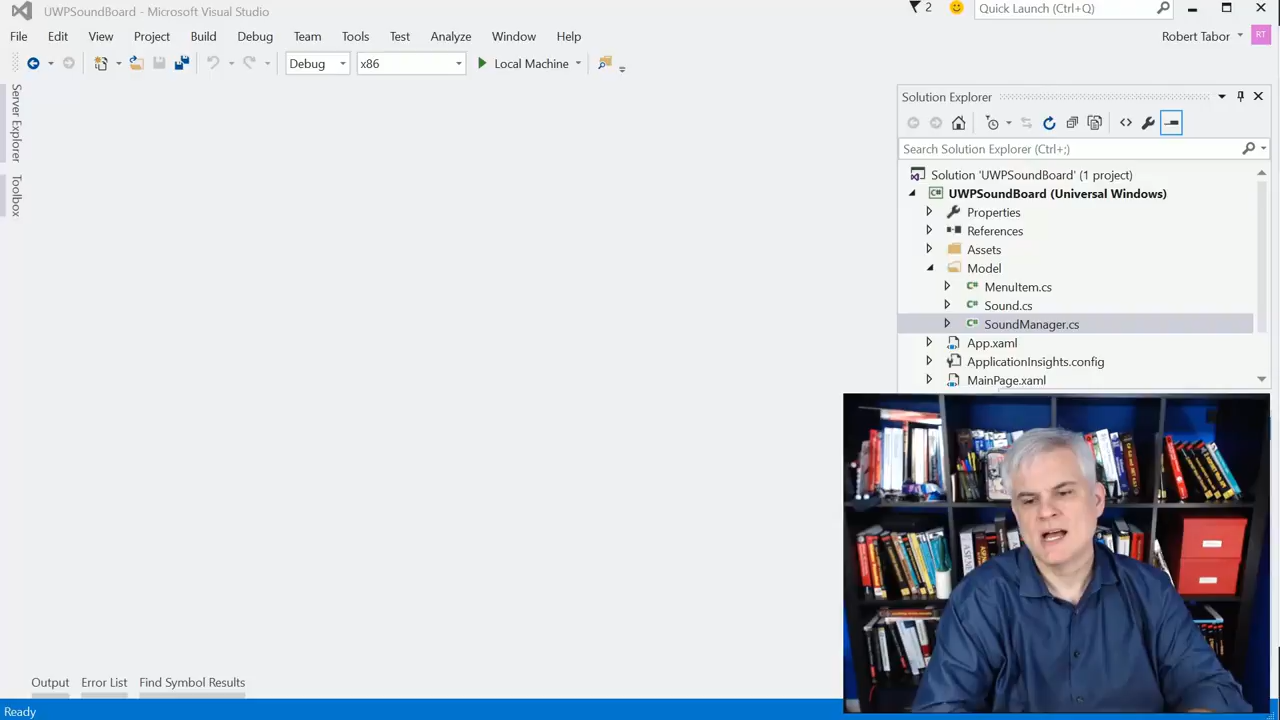 UWPSoundBoard - Microsoft Visual Studio
2
Quick Launch (Ctrl+Q)
File Edit View Project Build Debug Team Tools Test Analyze Window Help
Robert Tabor RT
Debug x86 Local Machine
Server Explorer
Toolbox
Solution Explorer
Search Solution Explorer (Ctrl+;)
Solution 'UWPSoundBoard' (1 project)
C# UWPSoundBoard (Universal Windows)
Properties
References
Assets
Model
C# MenuItem.cs
C# Sound.cs
C# SoundManager.cs
App.xaml
ApplicationInsights.config
MainPage.xaml
Output Error List Find Symbol Results
Ready